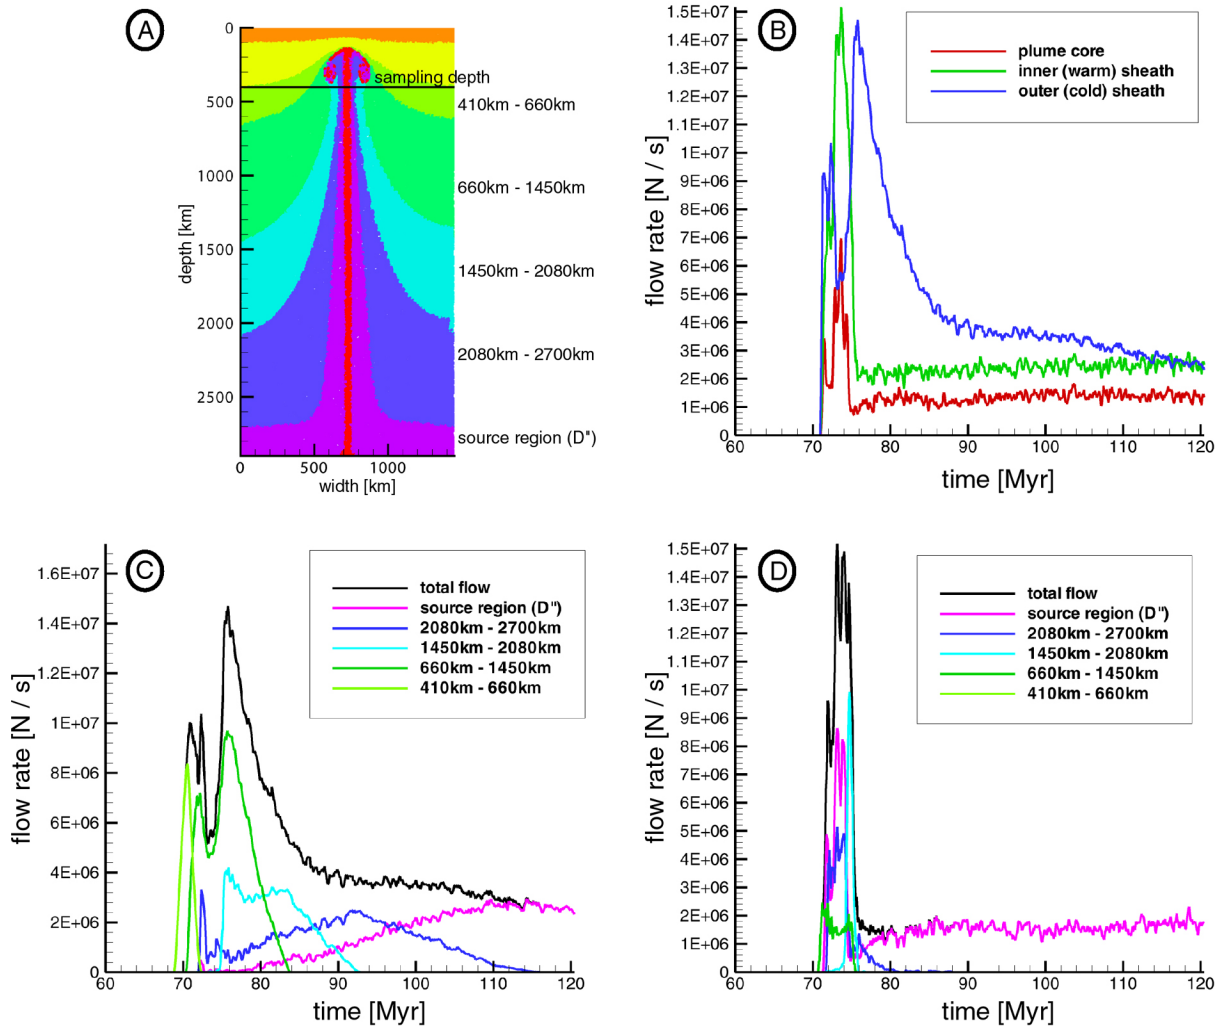 A
0
500
1000
1500
2000
2500
depth [km]
sampling depth
410km - 660km
660km - 1450km
1450km - 2080km
2080km - 2700km
source region (D")
0 500 1000
width [km]
B
1.5E+07
1.4E+07
1.3E+07
1.2E+07
1.1E+07
1E+07
9E+06
8E+06
7E+06
6E+06
5E+06
4E+06
3E+06
2E+06
1E+06
0
flow rate [N / s]
plume core
inner (warm) sheath
outer (cold) sheath
60 70 80 90 100 110 120
time [Myr]
C
1.6E+07
1.4E+07
1.2E+07
1E+07
8E+06
6E+06
4E+06
2E+06
0
flow rate [N / s]
total flow
source region (D")
2080km - 2700km
1450km - 2080km
660km - 1450km
410km - 660km
60 70 80 90 100 110 120
time [Myr]
D
1.5E+07
1.4E+07
1.3E+07
1.2E+07
1.1E+07
1E+07
9E+06
8E+06
7E+06
6E+06
5E+06
4E+06
3E+06
2E+06
1E+06
0
flow rate [N / s]
total flow
source region (D")
2080km - 2700km
1450km - 2080km
660km - 1450km
410km - 660km
60 70 80 90 100 110 120
time [Myr]